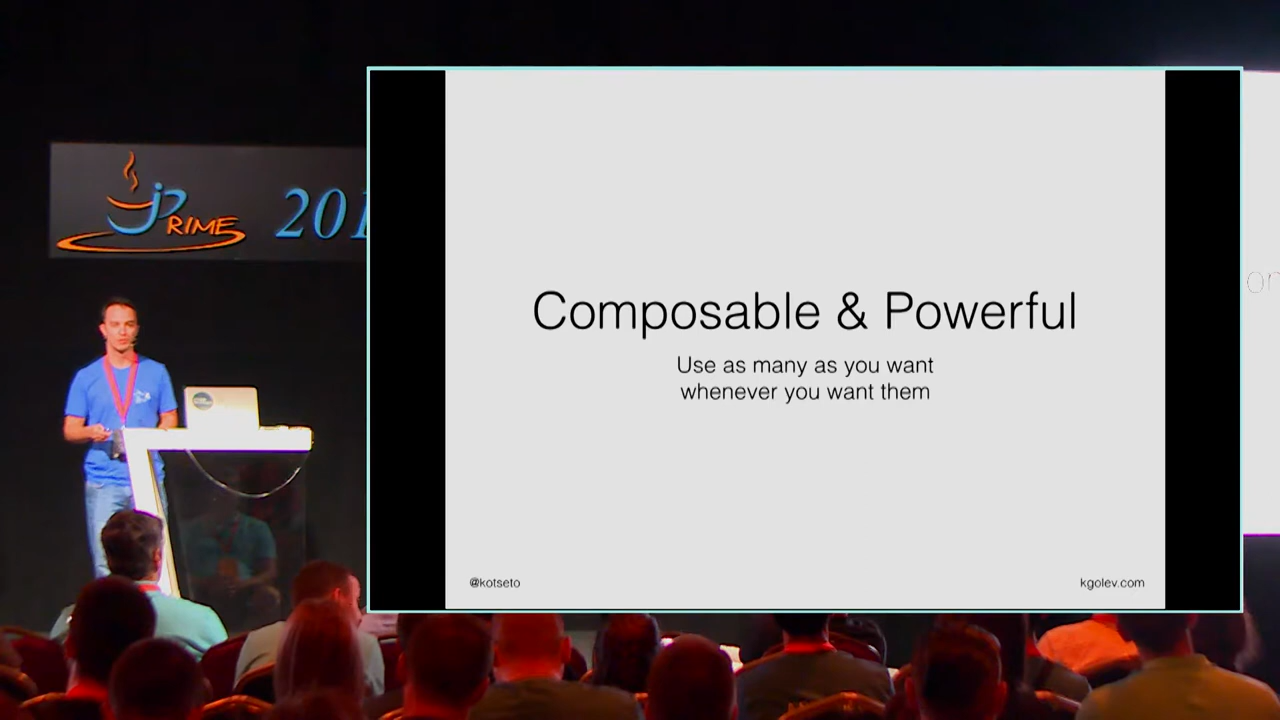 jPRIME 201
Composable & Powerful
Use as many as you want
whenever you want them
@kotseto
kgolev.com